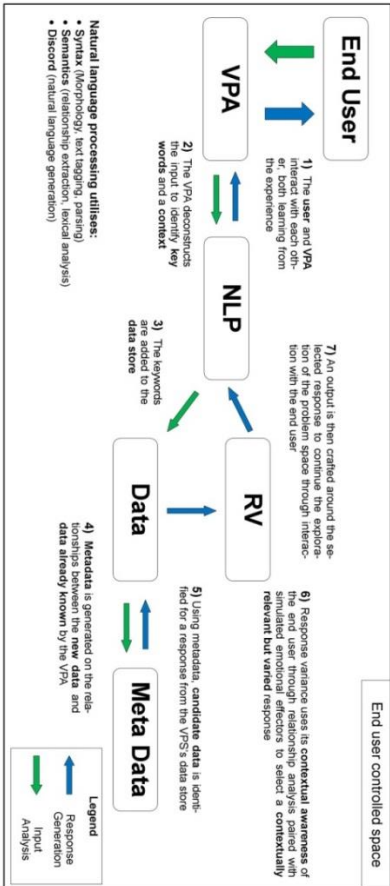 End user controlled space
End User
VPA
NLP
RV
Data
Meta Data
1) The user and VPA
interact with each oth-
er, both learning from
the experience
2) The VPA deconstructs
the input to identify key
words and a context
3) The keywords
are added to the
data store
4) Metadata is generated on the rela-
tionships between the new data and
data already known by the VPA
5) Using metadata, candidate data is identi-
fied for a response from the VPS's data store
6) Response variance uses its contextual awareness of
the end user through relationship analysis paired with
simulated emotional effectors to select a contextually
relevant but varied response
7) An output is then crafted around the se-
lected response to continue the explora-
tion of the problem space through interac-
tion with the end user
Natural language processing utilises:
• Syntax (Morphology, text tagging, parsing)
• Semantics (relationship extraction, lexical analysis)
• Discord (natural language generation)
Legend
Response
Generation
Input
Analysis